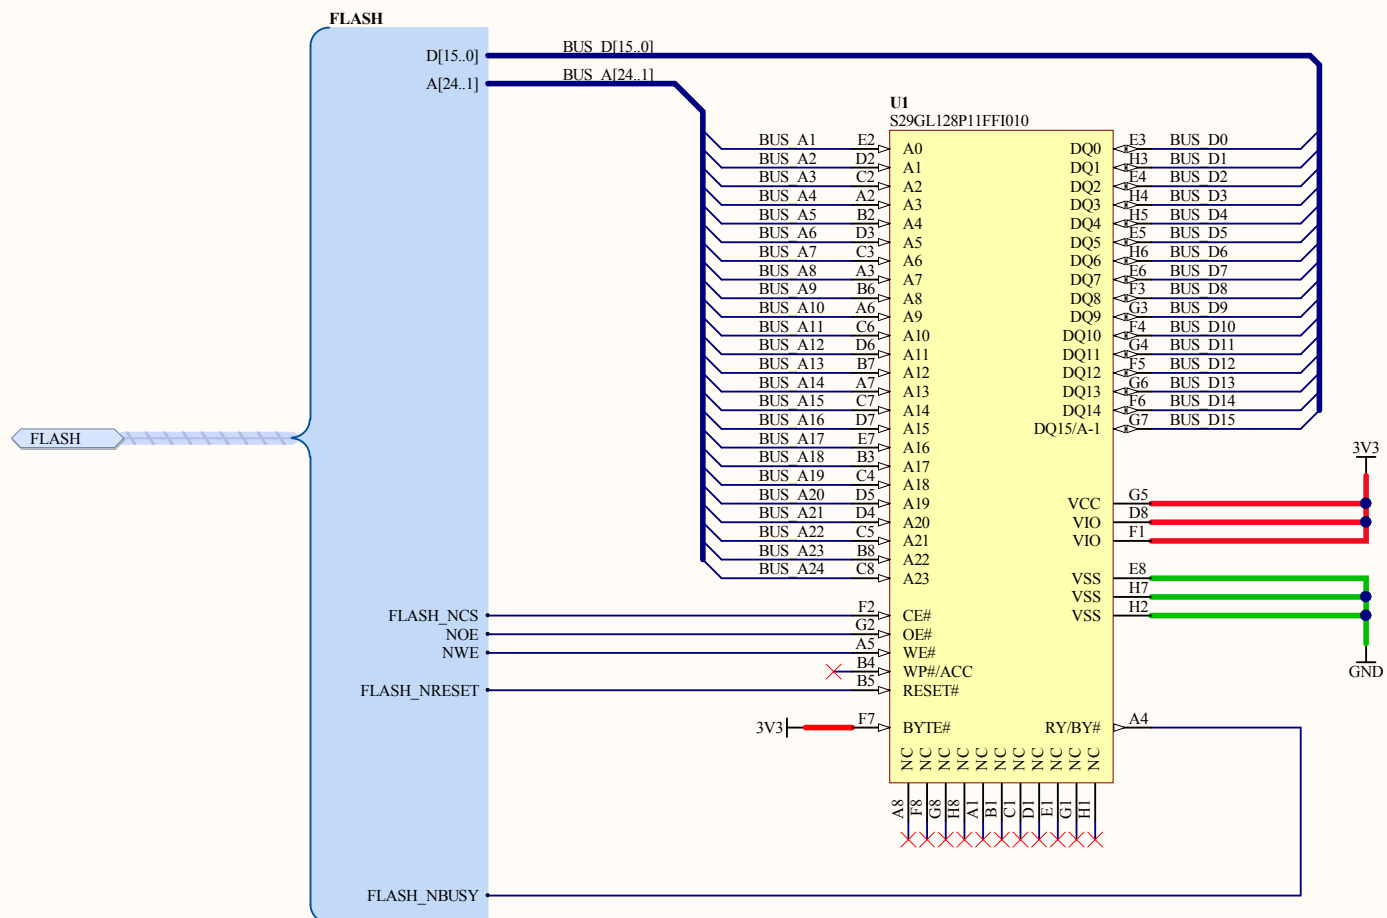 FLASH
D[15..0] BUS_D[15..0]
A[24..1] BUS_A[24..1]
U1
S29GL128P11FFI010
BUS_A1 E2 A0 DQ0 E3 BUS_D0
BUS_A2 D2 A1 DQ1 H3 BUS_D1
BUS_A3 C2 A2 DQ2 E4 BUS_D2
BUS_A4 A2 A3 DQ3 H4 BUS_D3
BUS_A5 B2 A4 DQ4 H5 BUS_D4
BUS_A6 D3 A5 DQ5 E5 BUS_D5
BUS_A7 C3 A6 DQ6 H6 BUS_D6
BUS_A8 A3 A7 DQ7 E6 BUS_D7
BUS_A9 B6 A8 DQ8 F3 BUS_D8
BUS_A10 A6 A9 DQ9 G3 BUS_D9
BUS_A11 C6 A10 DQ10 F4 BUS_D10
BUS_A12 D6 A11 DQ11 G4 BUS_D11
BUS_A13 B7 A12 DQ12 F5 BUS_D12
BUS_A14 A7 A13 DQ13 G6 BUS_D13
BUS_A15 C7 A14 DQ14 F6 BUS_D14
BUS_A16 D7 A15 DQ15/A-1 G7 BUS_D15
FLASH BUS_A17 E7 A16
BUS_A18 B3 A17 3V3
BUS_A19 C4 A18
BUS_A20 D5 A19 VCC G5
BUS_A21 D4 A20 VIO D8
BUS_A22 C5 A21 VIO F1
BUS_A23 B8 A22
BUS_A24 C8 A23 VSS E8
VSS H7
FLASH_NCS F2 CE# VSS H2
NOE G2 OE#
NWE A5 WE#
B4 WP#/ACC GND
FLASH_NRESET B5 RESET#
3V3 F7 BYTE# RY/BY# A4
NC NC NC NC NC NC NC NC NC NC NC
A8 F8 G8 H8 A1 B1 C1 D1 E1 G1 H1
FLASH_NBUSY